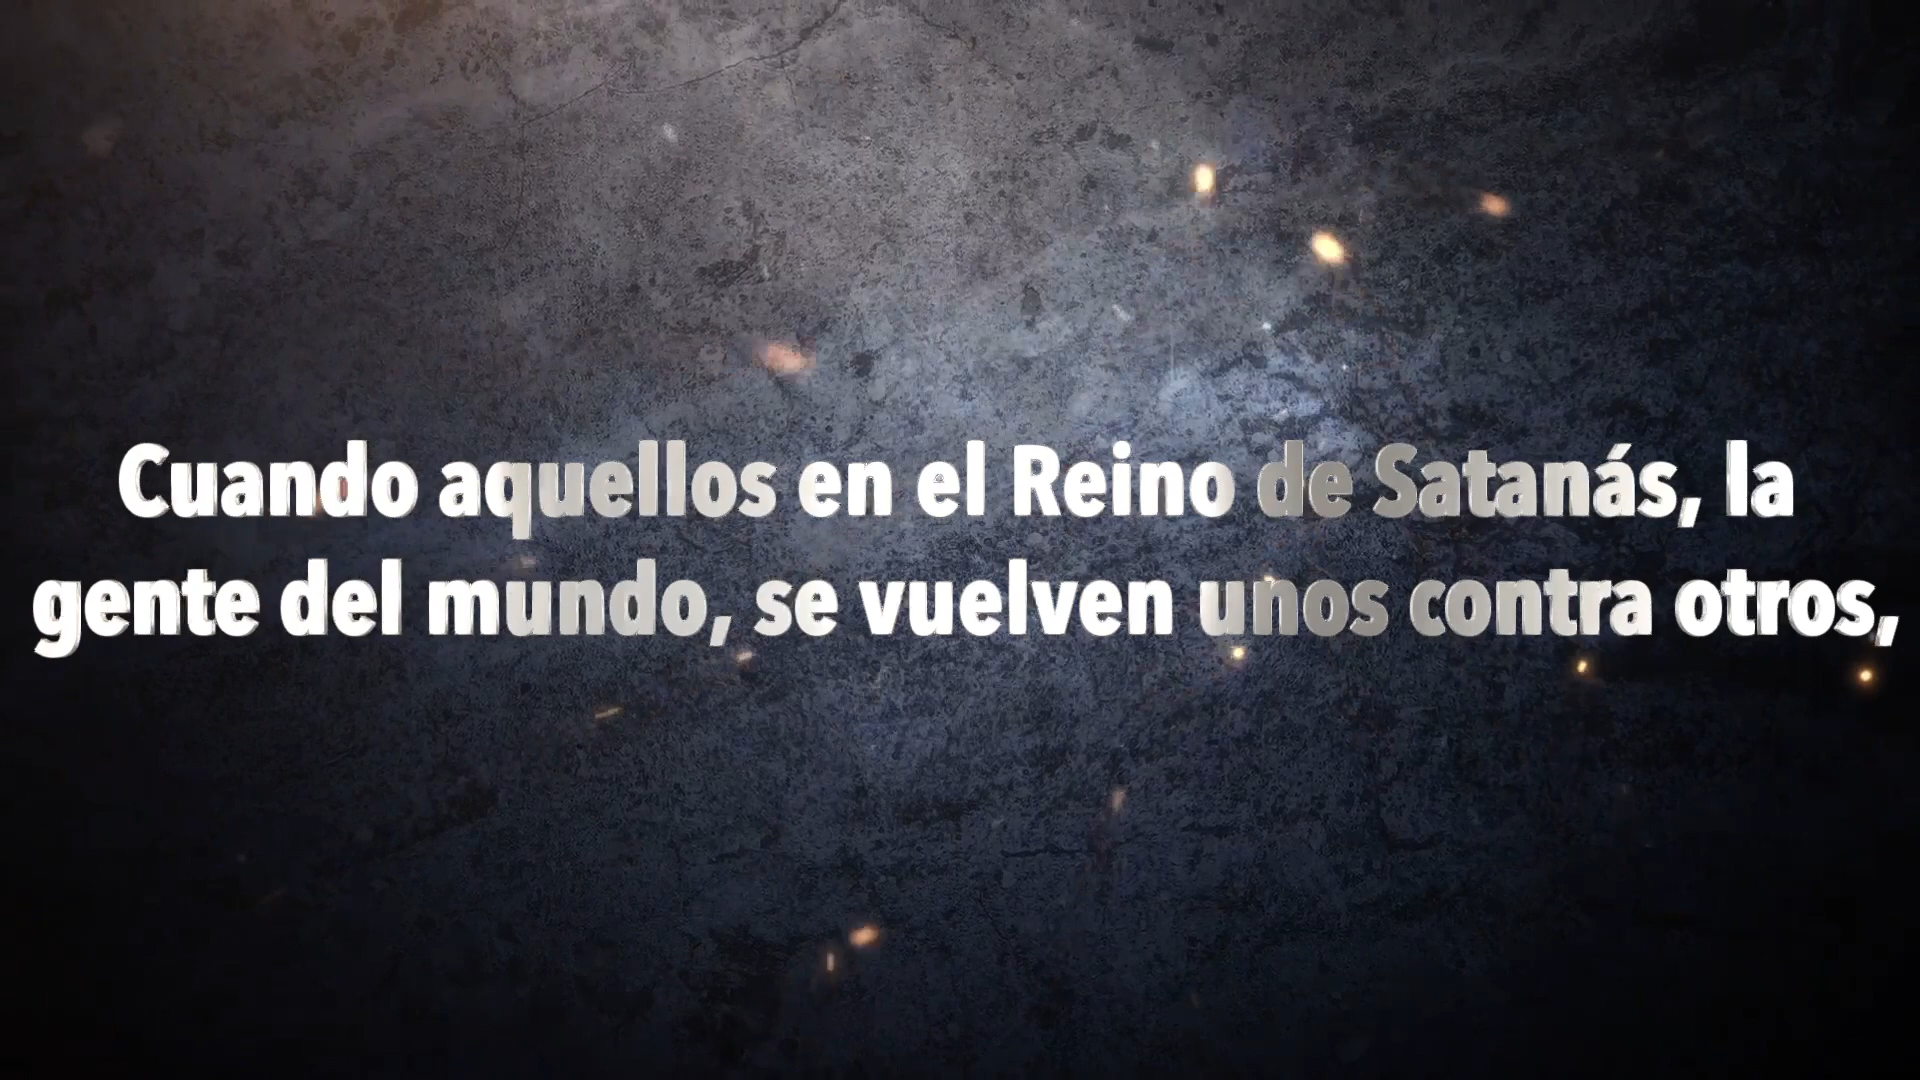 Cuando aquellos en el Reino de Satanás, la
gente del mundo, se vuelven unos contra otros,